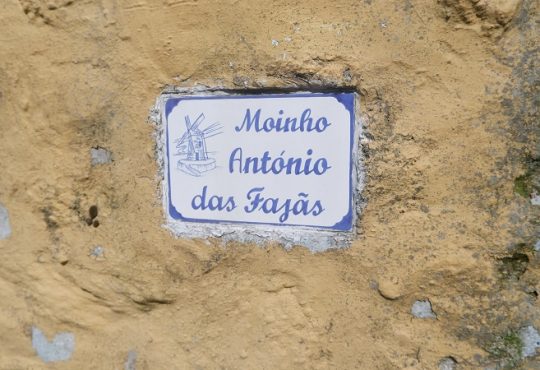 Moinho
António
das Fajãs